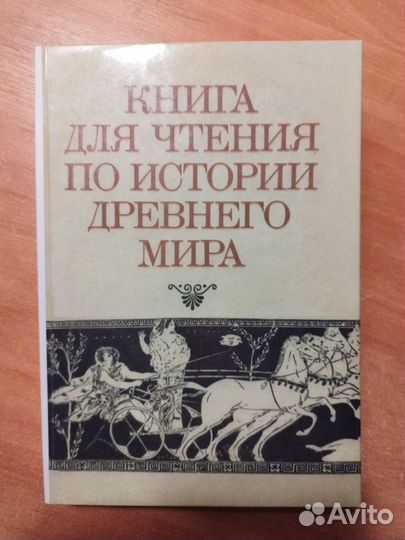 КНИГА
ДЛЯ ЧТЕНИЯ
ПО ИСТОРИИ
ДРЕВНЕГО
МИРА
Avito